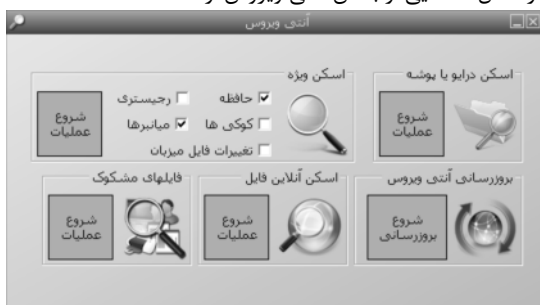 آنتی ویروس
اسکن درایو یا پوشه
شروع
عملیات
اسکن ویژه
حافظه
رجیستری
کوکی ها
میانبرها
تغییرات فایل میزبان
شروع
عملیات
بروزرسانی آنتی ویروس
شروع
بروزرسانی
اسکن آنلاین فایل
شروع
عملیات
فایلهای مشکوک
شروع
عملیات